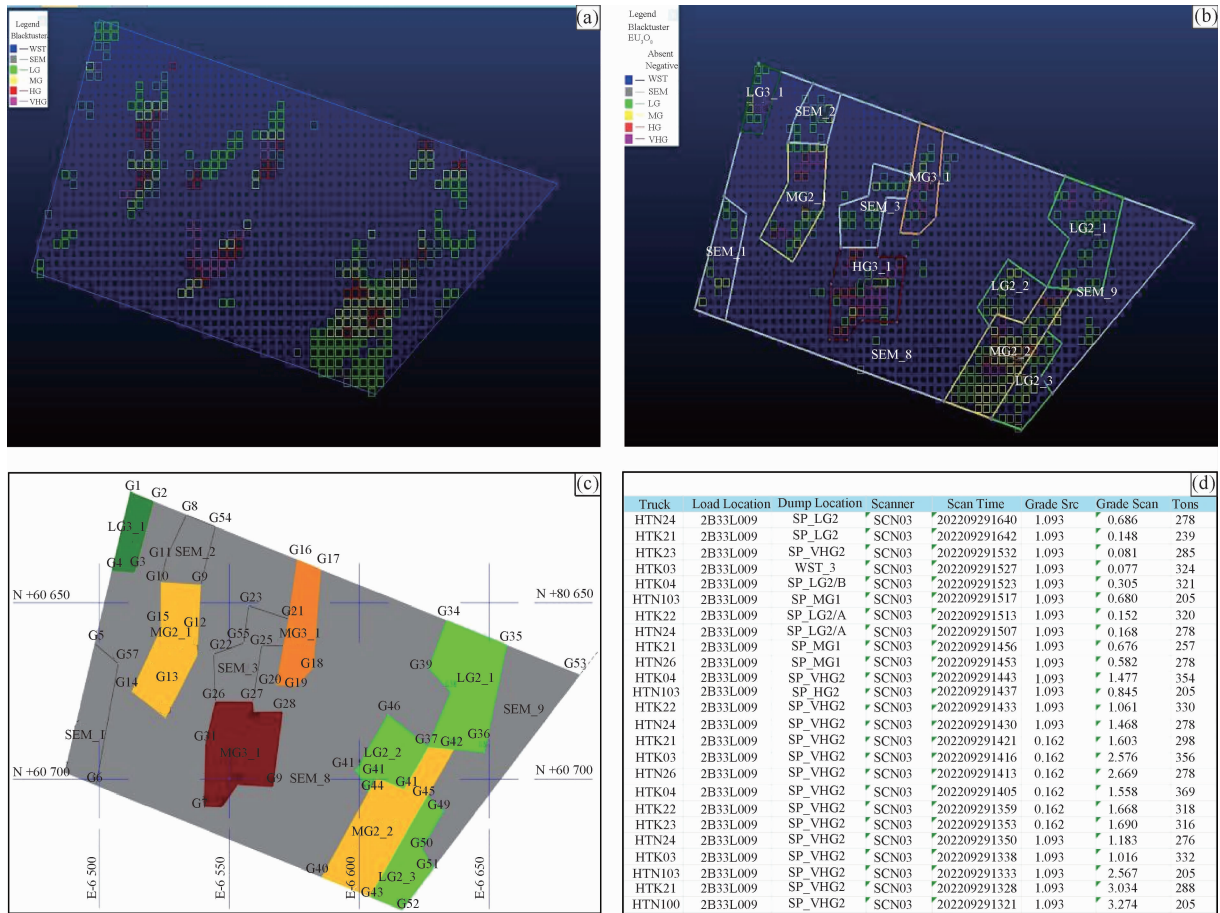 (a)
Legend
Blacktuster
WST
SEM
LG
MG
HG
VHG
(b)
Legend
Blacktuster
EU₃O₈
Absent
Negative
WST
SEM
LG
MG
HG
VHG
LG3_1
SEM_2
MG2_1
SEM_3
MG3_1
SEM_1
HG3_1
LG2_1
LG2_2
SEM_9
MG2_2
SEM_8
LG2_3
(c)
G1
G2
G8
G54
LG3_1
G11
SEM_2
G4
G3
G10
G9
G16
G17
N +60 650
N +80 650
G23
G21
G34
G15
G12
MG2_1
G55
MG3_1
G5
G22
G25
G35
G57
G18
G39
G53
G14
G13
SEM_3
G20
G19
LG2_1
G26
G27
G28
G46
SEM_9
SEM_1
G31
MG3_1
G37
G42
G36
LG2_2
G6
N +60 700
G9
SEM_8
G41
G41
G44
G41
G45
N +60 700
G49
MG2_2
G50
G51
G40
LG2_3
G43
G52
E-6 500
E-6 550
E-6 600
E-6 650
(d)
Truck Load Location Dump Location Scanner Scan Time Grade Src Grade Scan Tons
HTN24 2B33L009 SP_LG2 SCN03 202209291640 1.093 0.686 278
HTK21 2B33L009 SP_LG2 SCN03 202209291642 1.093 0.148 239
HTK23 2B33L009 SP_VHG2 SCN03 202209291532 1.093 0.081 285
HTK03 2B33L009 WST_3 SCN03 202209291527 1.093 0.077 324
HTK04 2B33L009 SP_LG2/B SCN03 202209291523 1.093 0.305 321
HTN103 2B33L009 SP_MG1 SCN03 202209291517 1.093 0.680 205
HTK22 2B33L009 SP_LG2/A SCN03 202209291513 1.093 0.152 320
HTN24 2B33L009 SP_LG2/A SCN03 202209291507 1.093 0.168 278
HTK21 2B33L009 SP_MG1 SCN03 202209291456 1.093 0.676 257
HTN26 2B33L009 SP_MG1 SCN03 202209291453 1.093 0.582 278
HTK04 2B33L009 SP_VHG2 SCN03 202209291443 1.093 1.477 354
HTN103 2B33L009 SP_HG2 SCN03 202209291437 1.093 0.845 205
HTK22 2B33L009 SP_VHG2 SCN03 202209291433 1.093 1.061 330
HTN24 2B33L009 SP_VHG2 SCN03 202209291430 1.093 1.468 278
HTK21 2B33L009 SP_VHG2 SCN03 202209291421 0.162 1.603 298
HTK03 2B33L009 SP_VHG2 SCN03 202209291416 0.162 2.576 356
HTN26 2B33L009 SP_VHG2 SCN03 202209291413 0.162 2.669 278
HTK04 2B33L009 SP_VHG2 SCN03 202209291405 0.162 1.558 369
HTK22 2B33L009 SP_VHG2 SCN03 202209291359 0.162 1.668 318
HTK23 2B33L009 SP_VHG2 SCN03 202209291353 0.162 1.690 316
HTN24 2B33L009 SP_VHG2 SCN03 202209291350 1.093 1.183 276
HTK03 2B33L009 SP_VHG2 SCN03 202209291338 1.093 1.016 332
HTN103 2B33L009 SP_VHG2 SCN03 202209291333 1.093 2.567 205
HTK21 2B33L009 SP_VHG2 SCN03 202209291328 1.093 3.034 288
HTN100 2B33L009 SP_VHG2 SCN03 202209291321 1.093 3.274 205